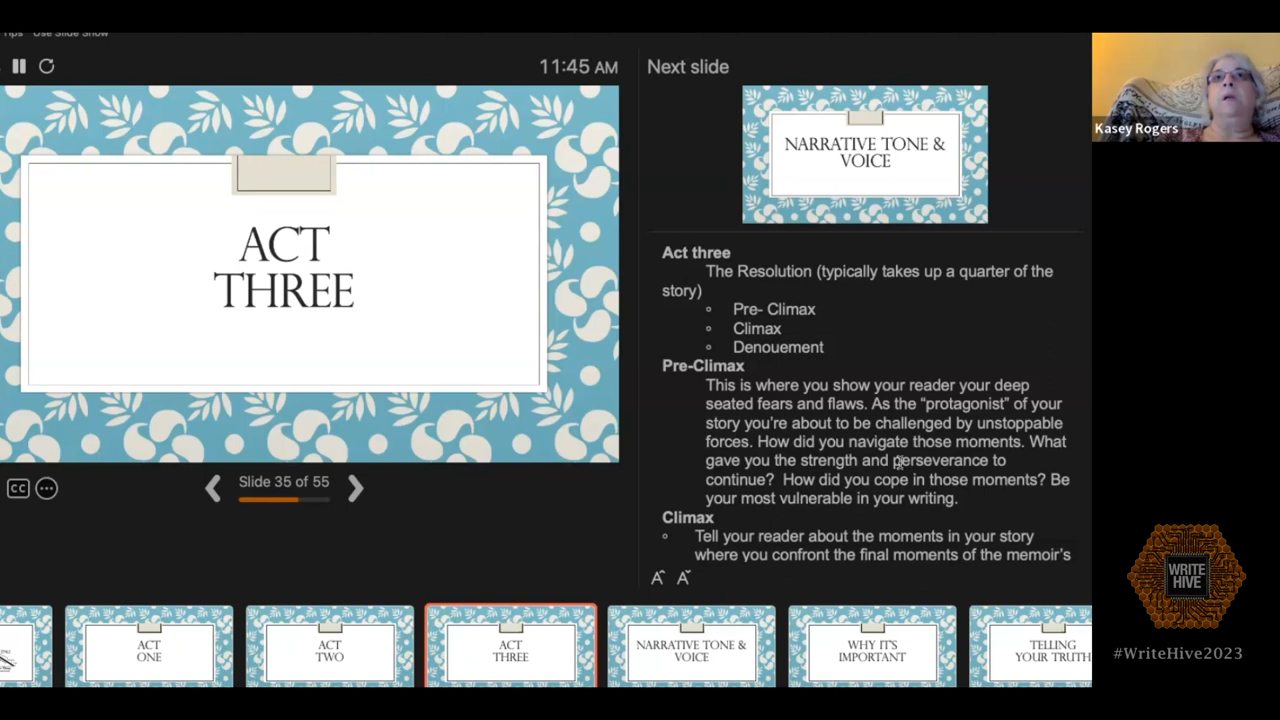 Tips Use Slide Show
11:45 AM
Next slide
ACT
THREE
NARRATIVE TONE &
VOICE
Kasey Rogers
Act three
The Resolution (typically takes up a quarter of the
story)
Pre- Climax
Climax
Denouement
Pre-Climax
This is where you show your reader your deep
seated fears and flaws. As the “protagonist” of your
story you’re about to be challenged by unstoppable
forces. How did you navigate those moments. What
gave you the strength and perseverance to
continue? How did you cope in those moments? Be
your most vulnerable in your writing.
Climax
Tell your reader about the moments in your story
where you confront the final moments of the memoir’s
CC
Slide 35 of 55
A A
ACT
ONE
ACT
TWO
ACT
THREE
NARRATIVE TONE &
VOICE
WHY IT'S
IMPORTANT
TELLING
YOUR TRUTH
WRITE
HIVE
#WriteHive2023